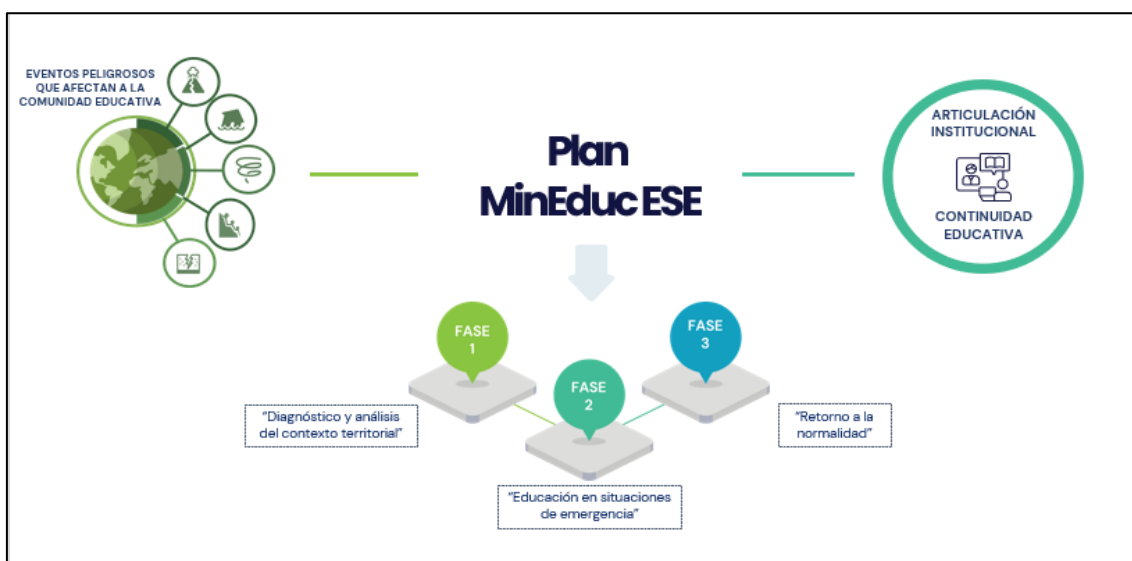 EVENTOS PELIGROSOS
QUE AFECTAN A LA
COMUNIDAD EDUCATIVA
Plan
MinEduc ESE
ARTICULACIÓN
INSTITUCIONAL
CONTINUIDAD
EDUCATIVA
FASE
1
"Diagnóstico y análisis
del contexto territorial"
FASE
2
"Educación en situaciones
de emergencia"
FASE
3
"Retorno a la
normalidad"